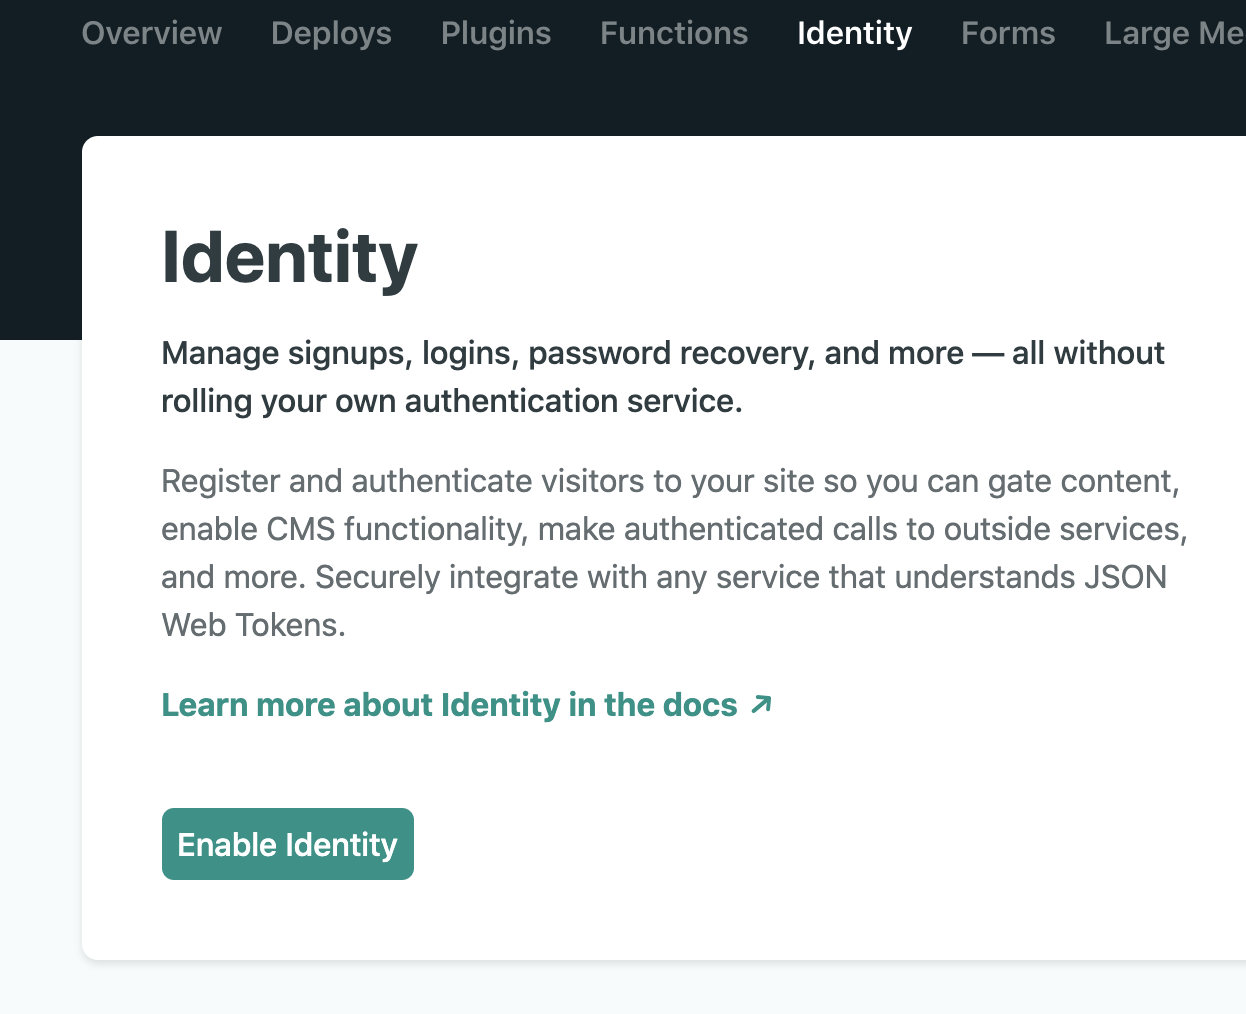 Overview Deploys Plugins Functions Identity Forms Large Me
Identity
Manage signups, logins, password recovery, and more — all without
rolling your own authentication service.
Register and authenticate visitors to your site so you can gate content,
enable CMS functionality, make authenticated calls to outside services,
and more. Securely integrate with any service that understands JSON
Web Tokens.
Learn more about Identity in the docs ↗
Enable Identity